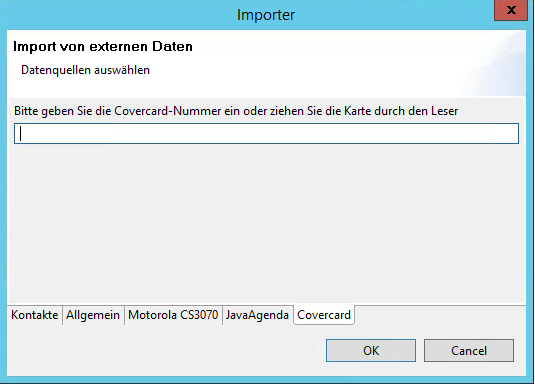 Importer
x
Import von externen Daten
Datenquellen auswählen
Bitte geben Sie die Covercard-Nummer ein oder ziehen Sie die Karte durch den Leser
Kontakte Allgemein Motorola CS3070 JavaAgenda Covercard
OK Cancel